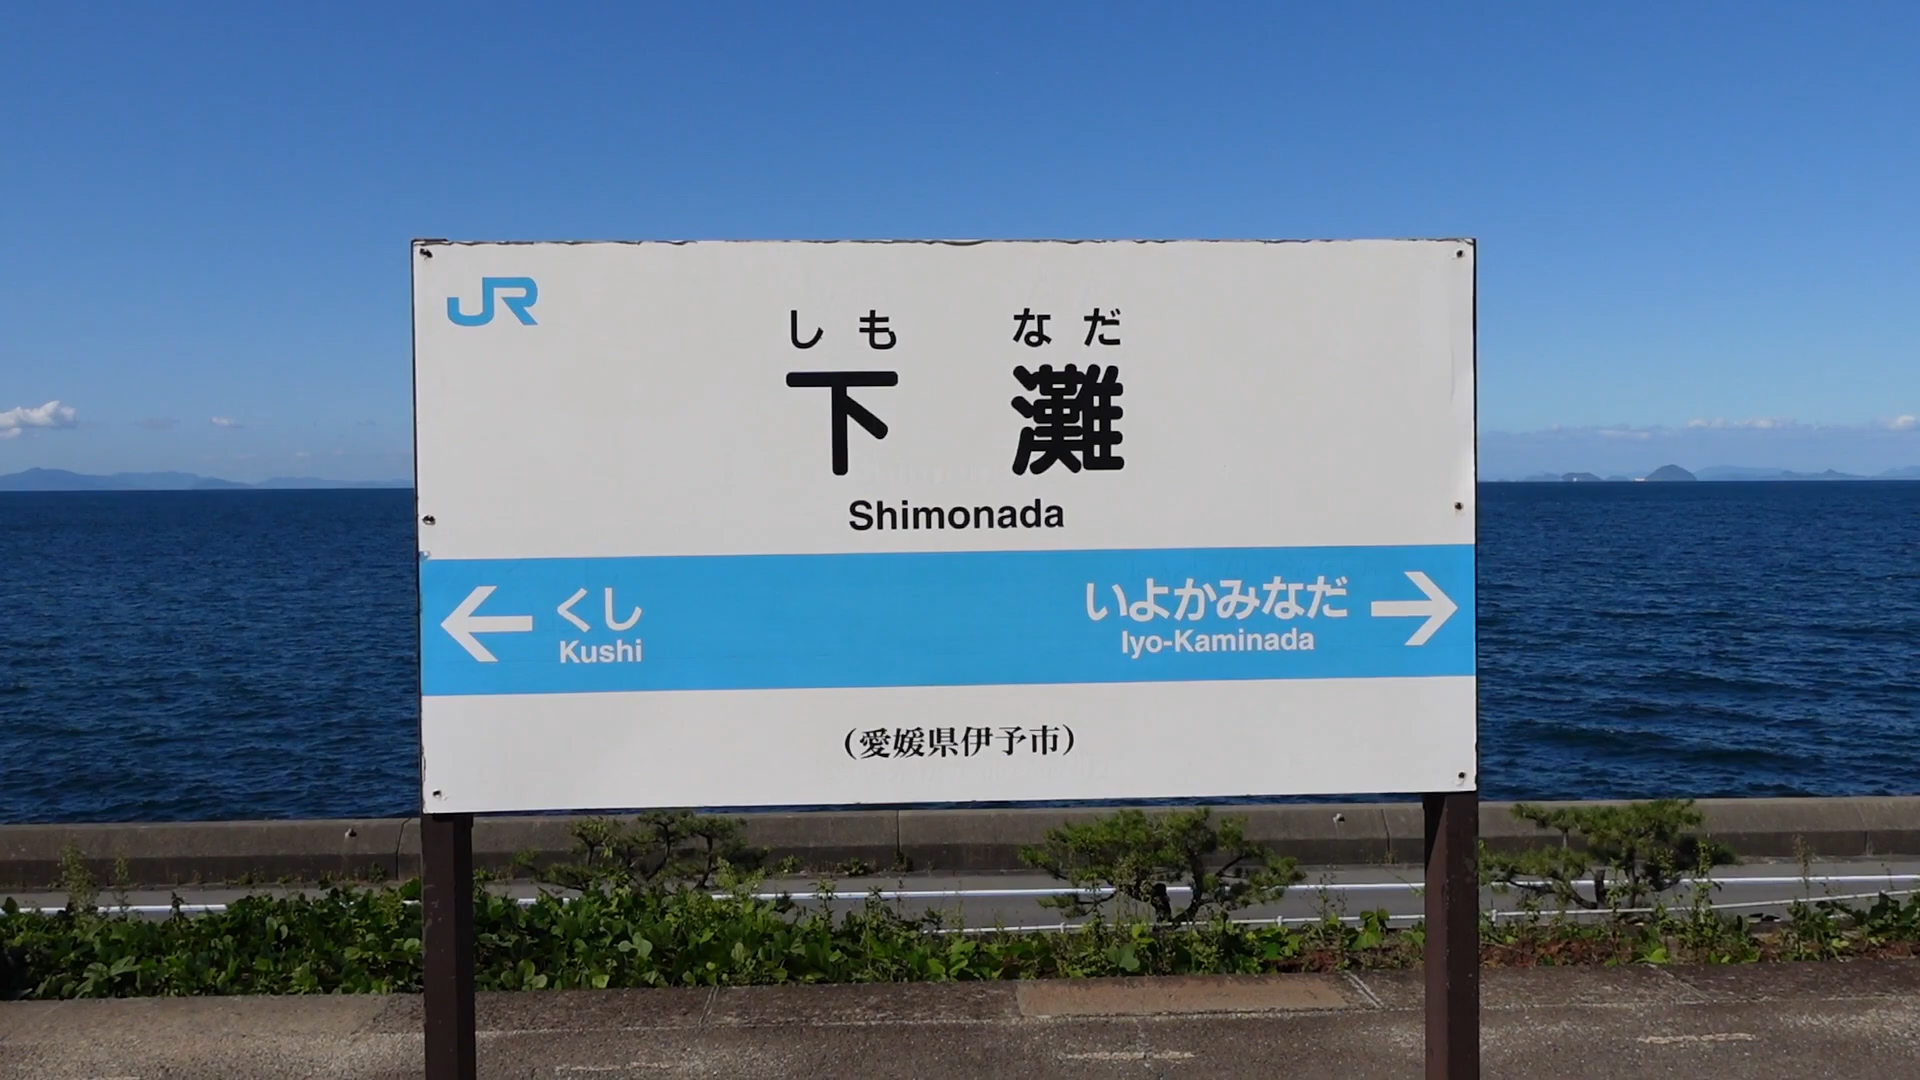 JR
しも なだ
下 灘
Shimonada
← くし いよかみなだ →
Kushi Iyo-Kaminada
(愛媛県伊予市)